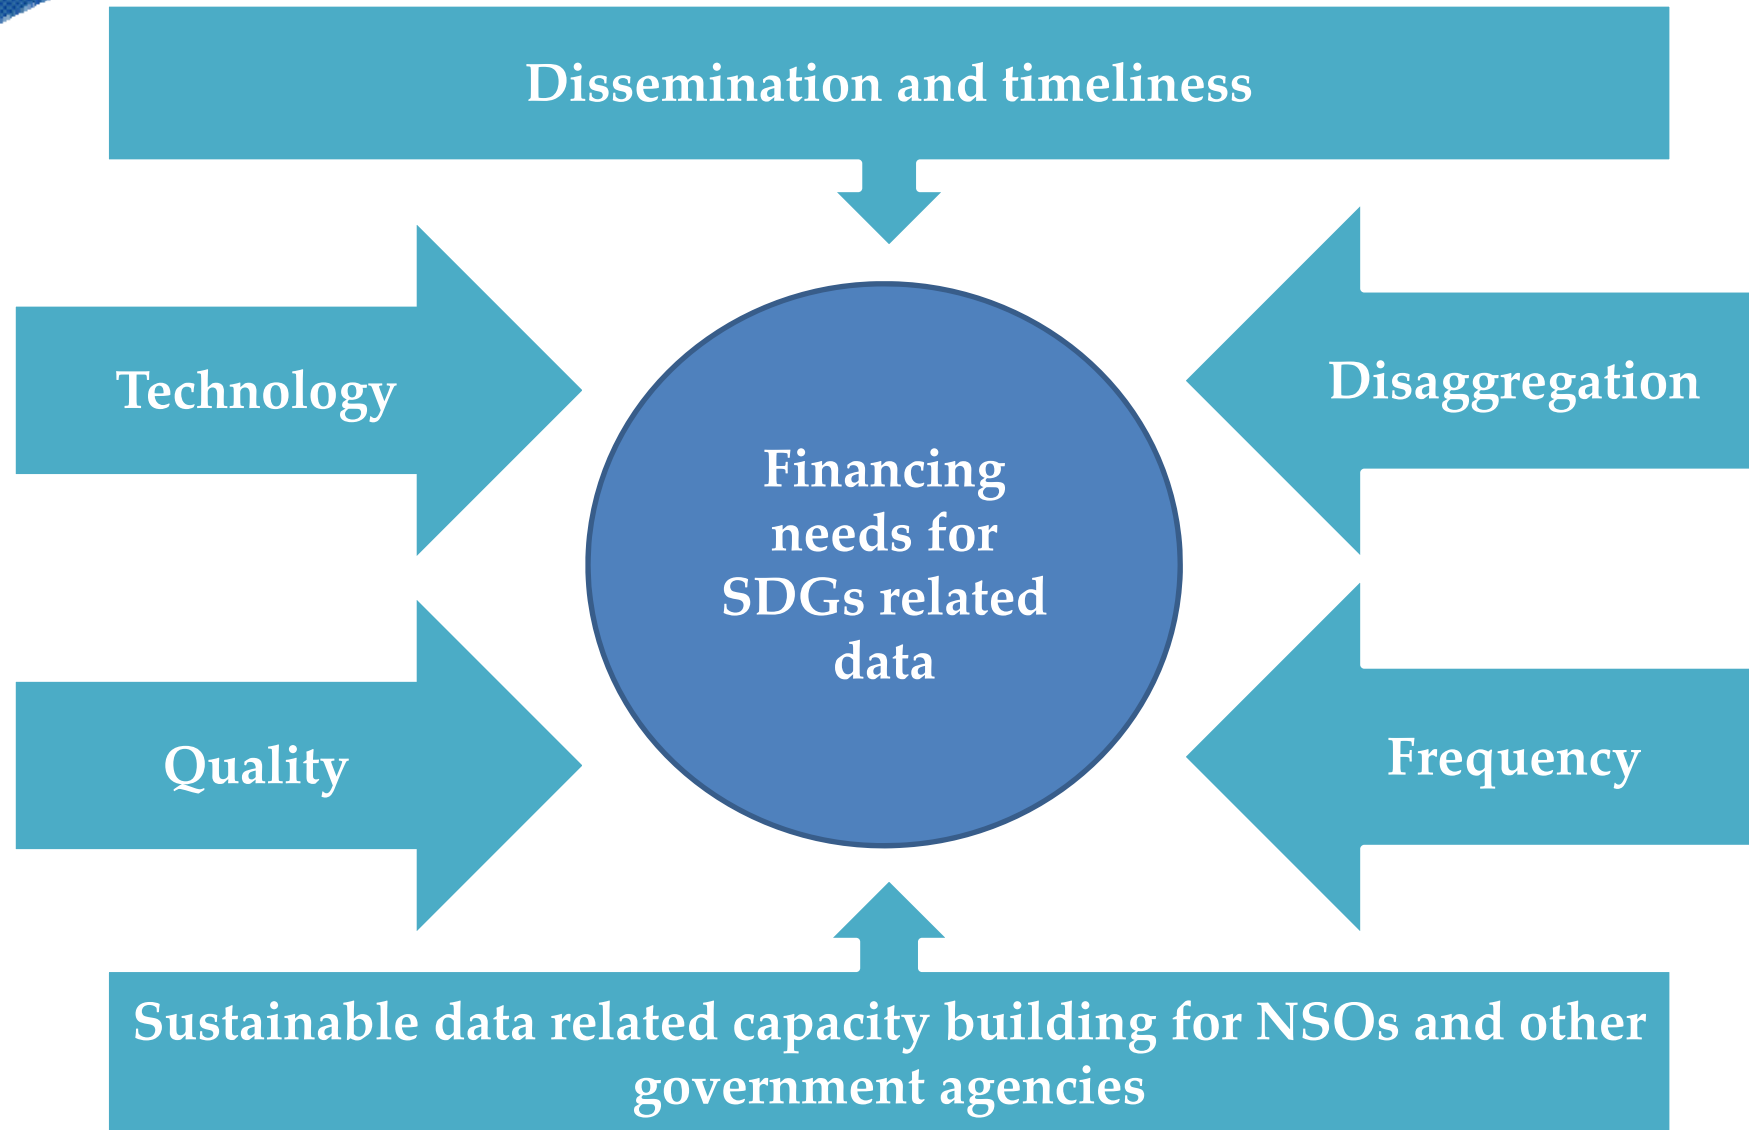 Dissemination and timeliness
Technology
Disaggregation
Financing
needs for
SDGs related
data
Quality
Frequency
Sustainable data related capacity building for NSOs and other
government agencies